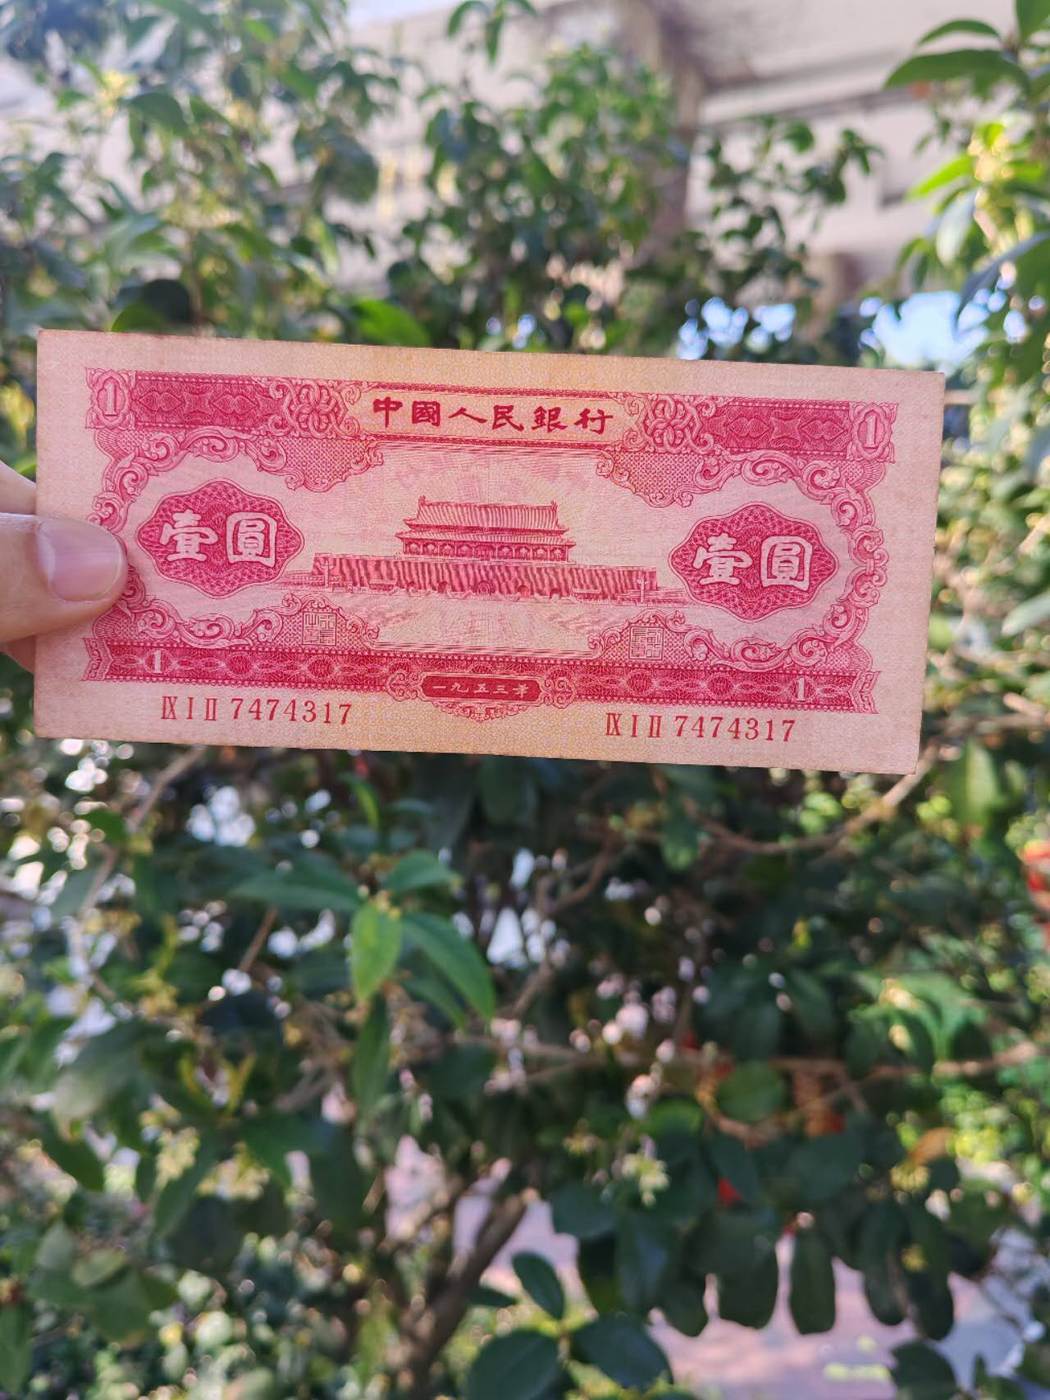 1 中國人民銀行 1
壹圓 壹圓
1 一九五三年 1
IX I II 7474317 IX I II 7474317